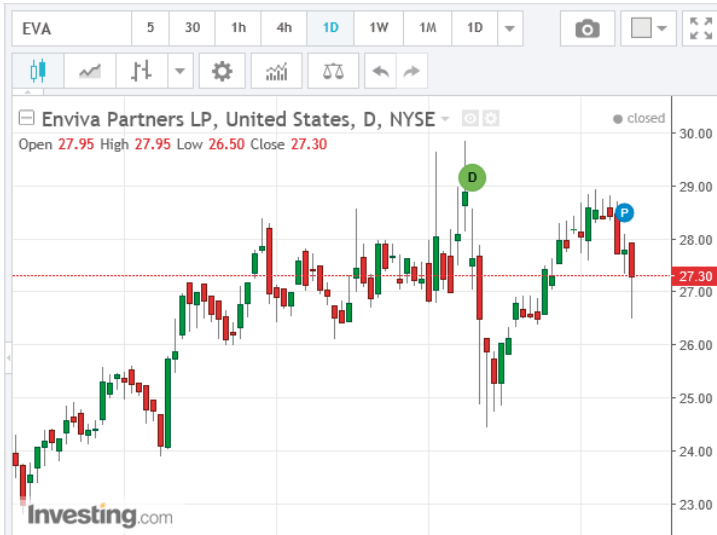 EVA 5 30 1h 4h 1D 1W 1M 1D
Enviva Partners LP, United States, D, NYSE
closed
Open 27.95 High 27.95 Low 26.50 Close 27.30
30.00
D
29.00
P
28.00
27.30
27.00
26.00
25.00
24.00
23.00
Investing.com